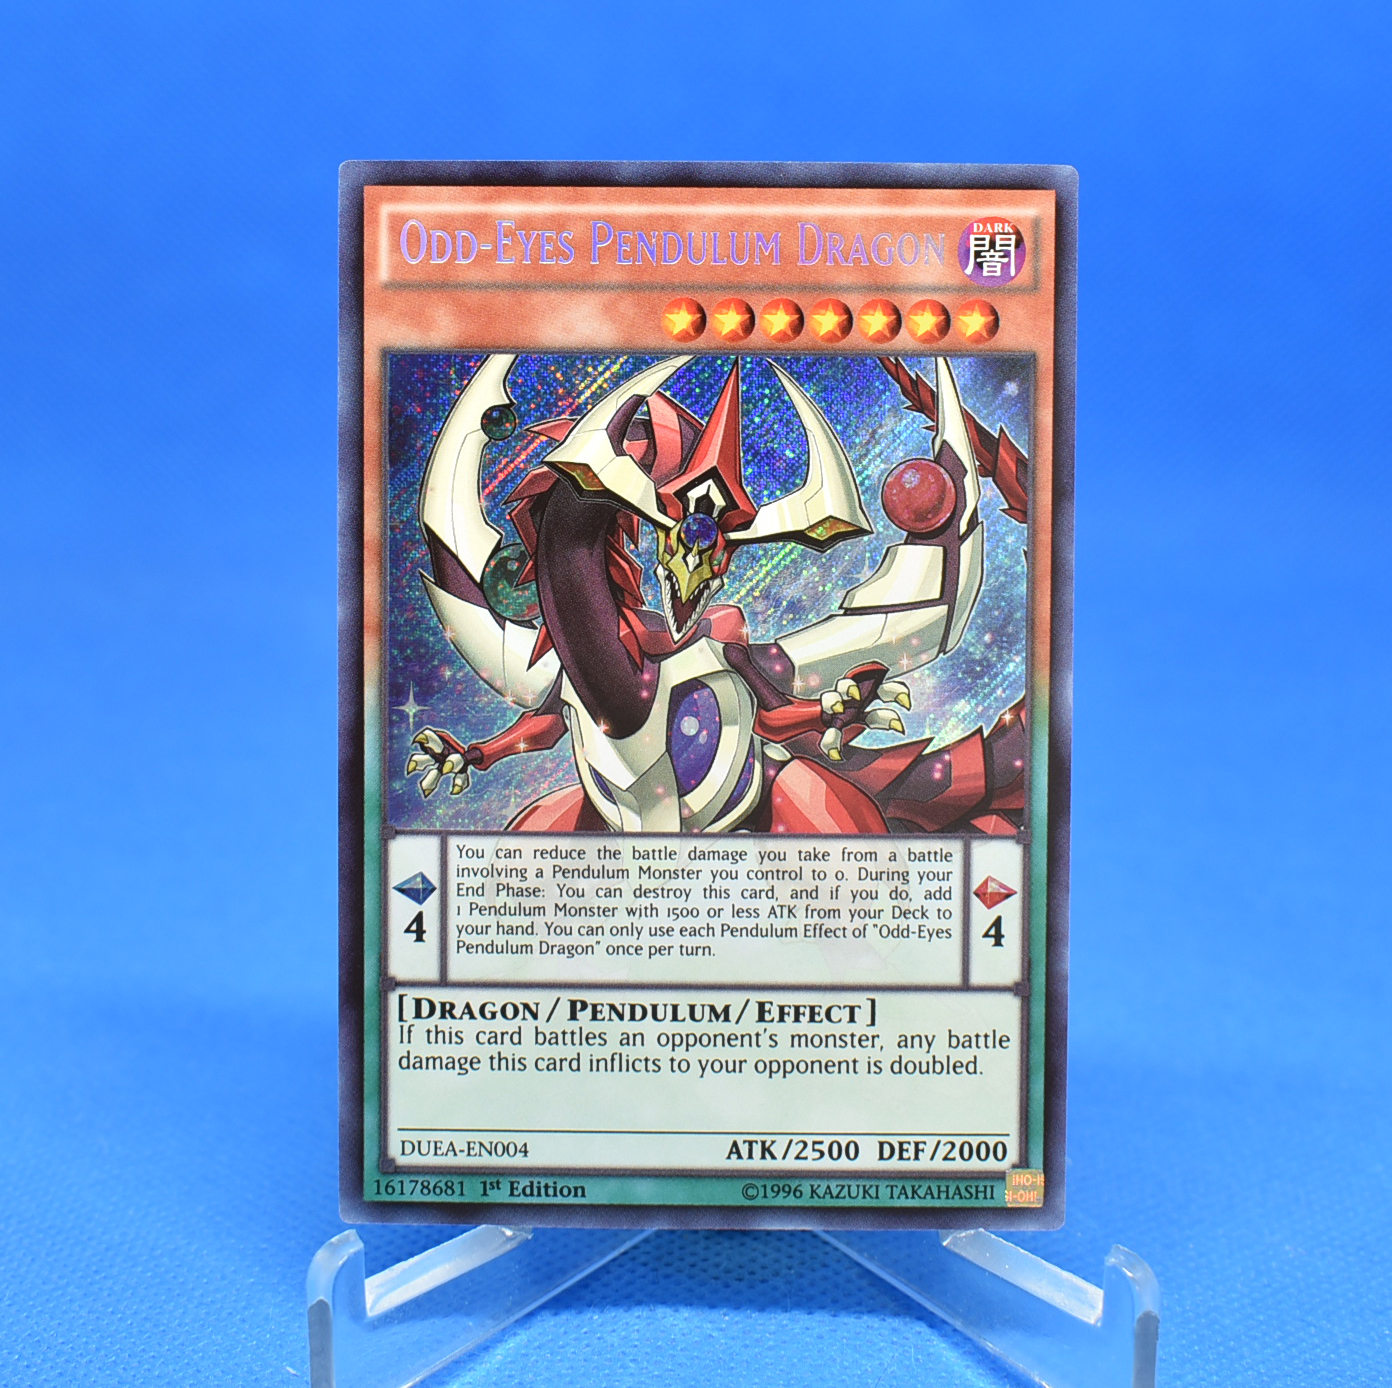 Odd-Eyes Pendulum Dragon
DARK
闇
You can reduce the battle damage you take from a battle
involving a Pendulum Monster you control to 0. During your
End Phase: You can destroy this card, and if you do, add
1 Pendulum Monster with 1500 or less ATK from your Deck to
your hand. You can only use each Pendulum Effect of "Odd-Eyes
Pendulum Dragon" once per turn.
4
4
[Dragon/Pendulum/Effect]
If this card battles an opponent's monster, any battle
damage this card inflicts to your opponent is doubled.
DUEA-EN004
ATK/2500 DEF/2000
16178681 1st Edition
©1996 KAZUKI TAKAHASHI